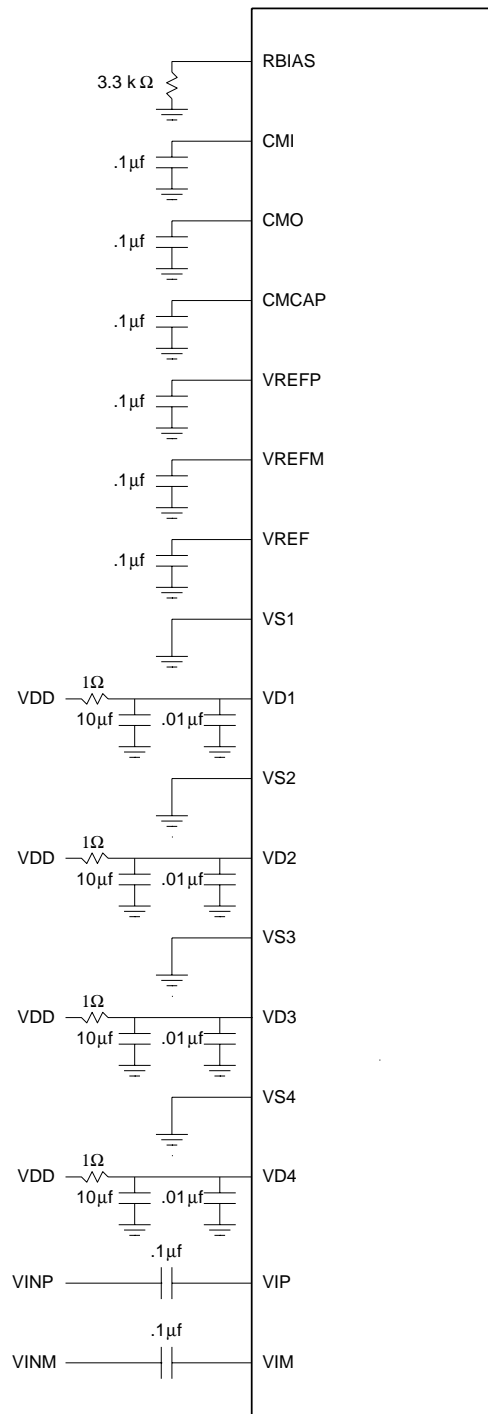 RBIAS
3.3 k Ω
CMI
.1µf
CMO
.1µf
CMCAP
.1µf
VREFP
.1µf
VREFM
.1µf
VREF
.1µf
VS1
1Ω
VDD VD1
10µf .01µf
VS2
1Ω
VDD VD2
10µf .01µf
VS3
1Ω
VDD VD3
10µf .01µf
VS4
1Ω
VDD VD4
10µf .01µf
.1µf
VINP VIP
.1µf
VINM VIM